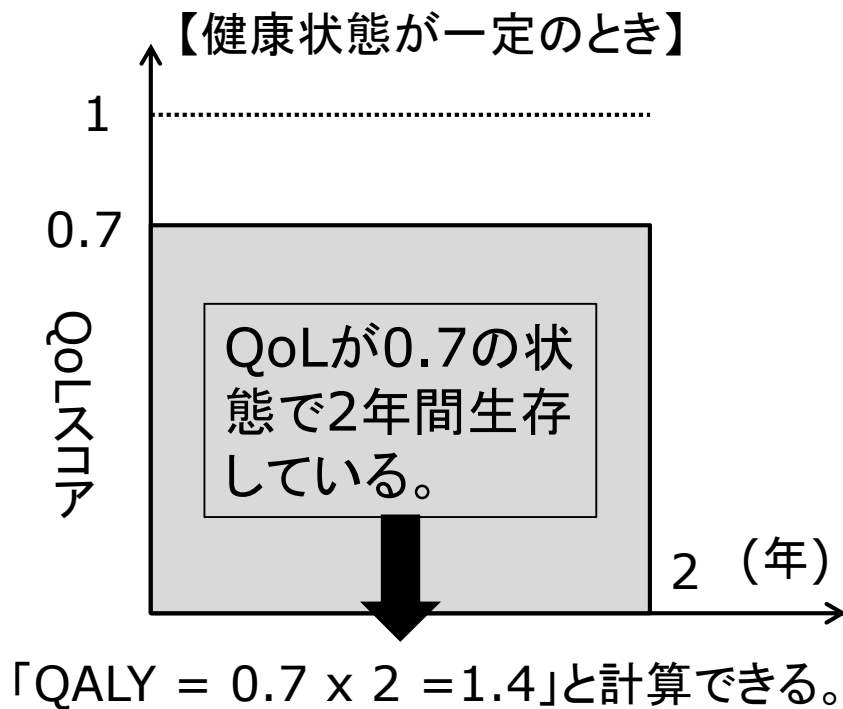 【健康状態が一定のとき】
1
0.7
QoLスコア
QoLが0.7の状
態で2年間生存
している。
2 (年)
「QALY = 0.7 x 2 =1.4」と計算できる。